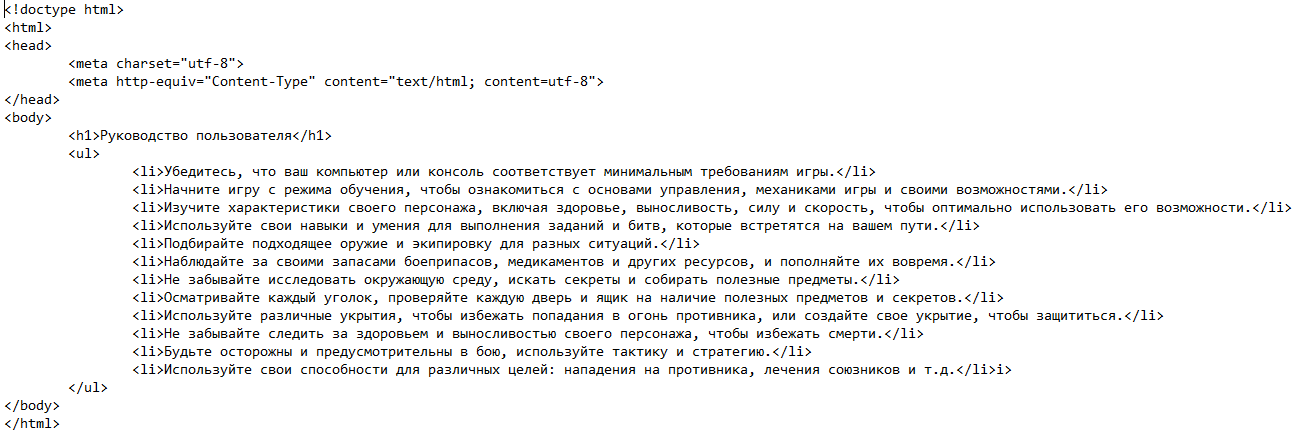 <!doctype html>
<html>
<head>
	<meta charset="utf-8">
	<meta http-equiv="Content-Type" content="text/html; content=utf-8">
</head>
<body>
	<h1>Руководство пользователя</h1>
	<ul>
		<li>Убедитесь, что ваш компьютер или консоль соответствует минимальным требованиям игры.</li>
		<li>Начните игру с режима обучения, чтобы ознакомиться с основами управления, механиками игры и своими возможностями.</li>
		<li>Изучите характеристики своего персонажа, включая здоровье, выносливость, силу и скорость, чтобы оптимально использовать его возможности.</li>
		<li>Используйте свои навыки и умения для выполнения заданий и битв, которые встретятся на вашем пути.</li>
		<li>Подбирайте подходящее оружие и экипировку для разных ситуаций.</li>
		<li>Наблюдайте за своими запасами боеприпасов, медикаментов и других ресурсов, и пополняйте их вовремя.</li>
		<li>Не забывайте исследовать окружающую среду, искать секреты и собирать полезные предметы.</li>
		<li>Осматривайте каждый уголок, проверяйте каждую дверь и ящик на наличие полезных предметов и секретов.</li>
		<li>Используйте различные укрытия, чтобы избежать попадания в огонь противника, или создайте свое укрытие, чтобы защититься.</li>
		<li>Не забывайте следить за здоровьем и выносливостью своего персонажа, чтобы избежать смерти.</li>
		<li>Будьте осторожны и предусмотрительны в бою, используйте тактику и стратегию.</li>
		<li>Используйте свои способности для различных целей: нападения на противника, лечения союзников и т.д.</li>i>
	</ul>
</body>
</html>